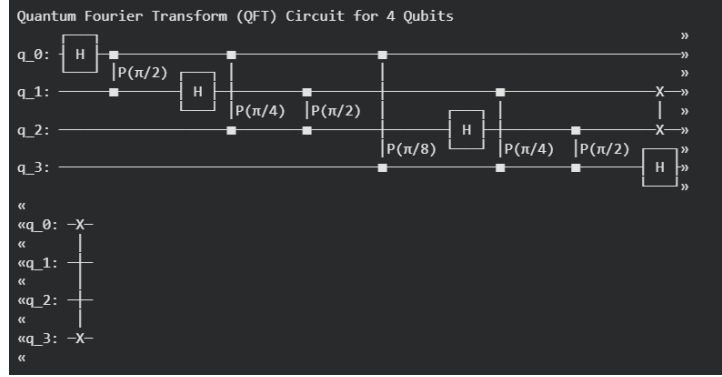 Quantum Fourier Transform (QFT) Circuit for 4 Qubits
»
q_0: H »
P(π/2) »
q_1: H X »
P(π/4) P(π/2) »
q_2: H X »
P(π/8) P(π/4) P(π/2) »
q_3: H »
»
«
«q_0: X
«
«q_1:
«
«q_2:
«
«q_3: X
«